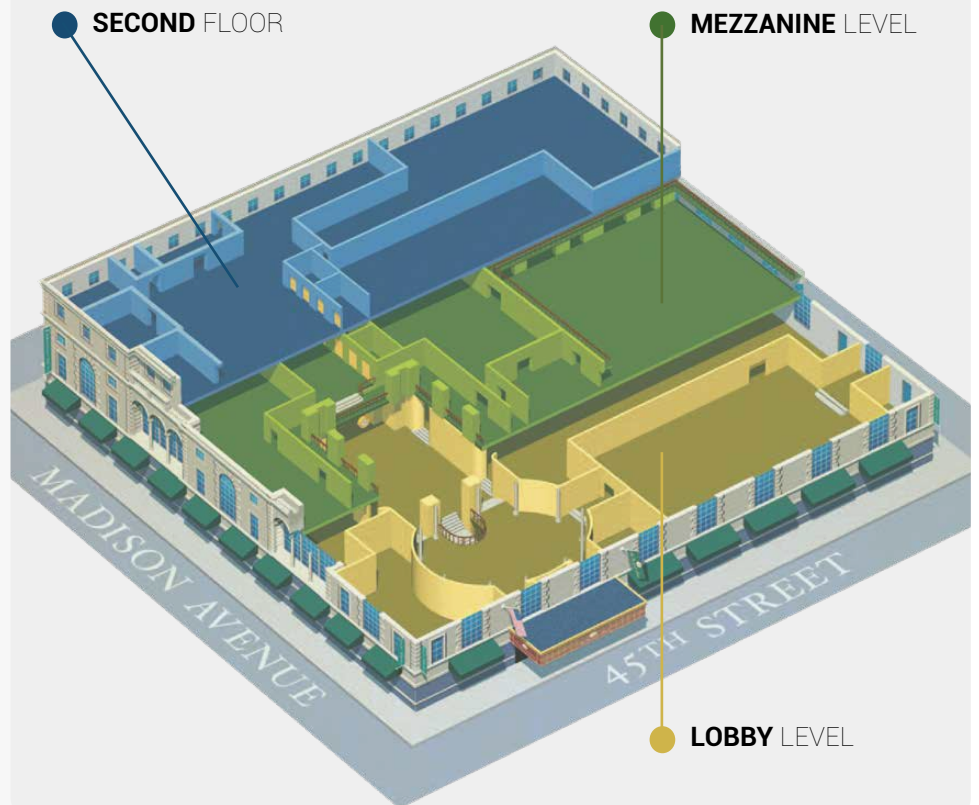 SECOND FLOOR
MEZZANINE LEVEL
MADISON AVENUE
45TH STREET
LOBBY LEVEL